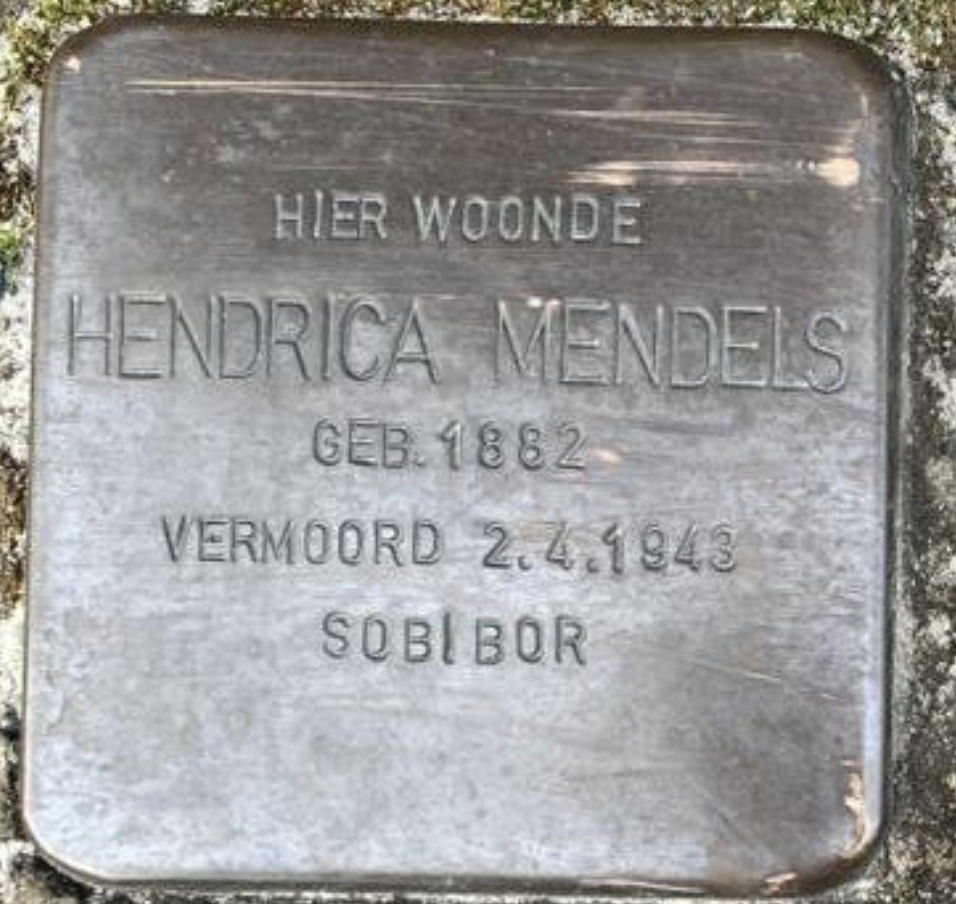 HIER WOONDE
HENDRICA MENDELS
GEB. 1882
VERMOORD 2.4.1943
SOBIBOR